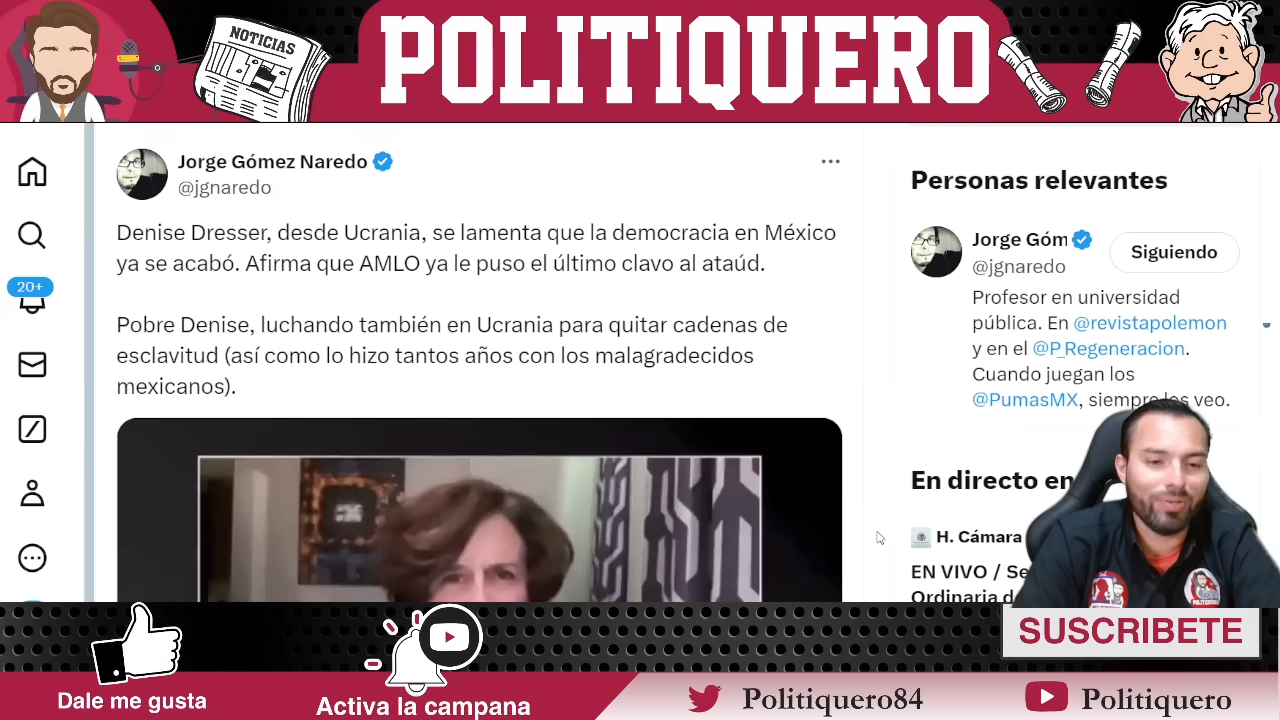 NOTICIAS
POLITIQUERO
Jorge Gómez Naredo
@jgnaredo
Denise Dresser, desde Ucrania, se lamenta que la democracia en México
ya se acabó. Afirma que AMLO ya le puso el último clavo al ataúd.
Pobre Denise, luchando también en Ucrania para quitar cadenas de
esclavitud (así como lo hizo tantos años con los malagradecidos
mexicanos).
20+
Personas relevantes
Jorge Góm
@jgnaredo
Siguiendo
Profesor en universidad
pública. En @revistapolemon
y en el @P_Regeneracion.
Cuando juegan los
@PumasMX, siempre los veo.
En directo en
H. Cámara
EN VIVO / Se
Ordinaria d
POLITIQUERO
SUSCRIBETE
Dale me gusta
Activa la campana
Politiquero84
Politiquero